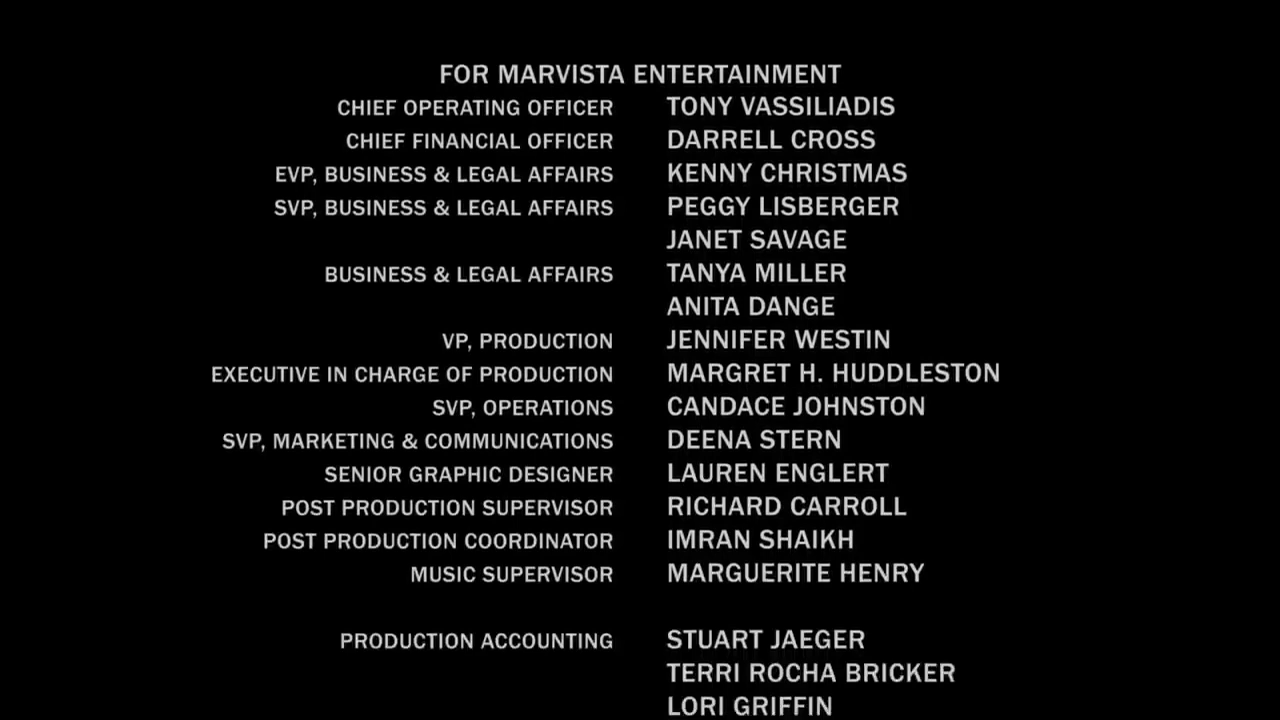 FOR MARVISTA ENTERTAINMENT
CHIEF OPERATING OFFICER TONY VASSILIADIS
CHIEF FINANCIAL OFFICER DARRELL CROSS
EVP, BUSINESS & LEGAL AFFAIRS KENNY CHRISTMAS
SVP, BUSINESS & LEGAL AFFAIRS PEGGY LISBERGER
JANET SAVAGE
BUSINESS & LEGAL AFFAIRS TANYA MILLER
ANITA DANGE
VP, PRODUCTION JENNIFER WESTIN
EXECUTIVE IN CHARGE OF PRODUCTION MARGRET H. HUDDLESTON
SVP, OPERATIONS CANDACE JOHNSTON
SVP, MARKETING & COMMUNICATIONS DEENA STERN
SENIOR GRAPHIC DESIGNER LAUREN ENGLERT
POST PRODUCTION SUPERVISOR RICHARD CARROLL
POST PRODUCTION COORDINATOR IMRAN SHAIKH
MUSIC SUPERVISOR MARGUERITE HENRY
PRODUCTION ACCOUNTING STUART JAEGER
TERRI ROCHA BRICKER
LORI GRIFFIN